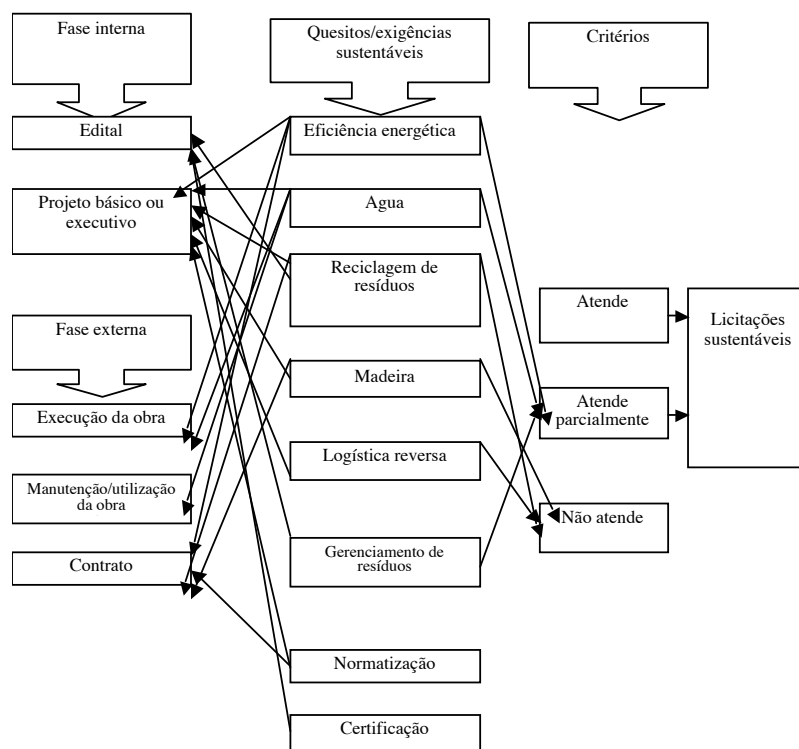 Fase interna
Quesitos/exigências
sustentáveis
Critérios
Edital
Eficiência energética
Projeto básico ou
executivo
Agua
Reciclagem de
resíduos
Atende
Licitações
sustentáveis
Fase externa
Madeira
Atende
parcialmente
Execução da obra
Logística reversa
Manutenção/utilização
da obra
Não atende
Contrato
Gerenciamento de
resíduos
Normatização
Certificação